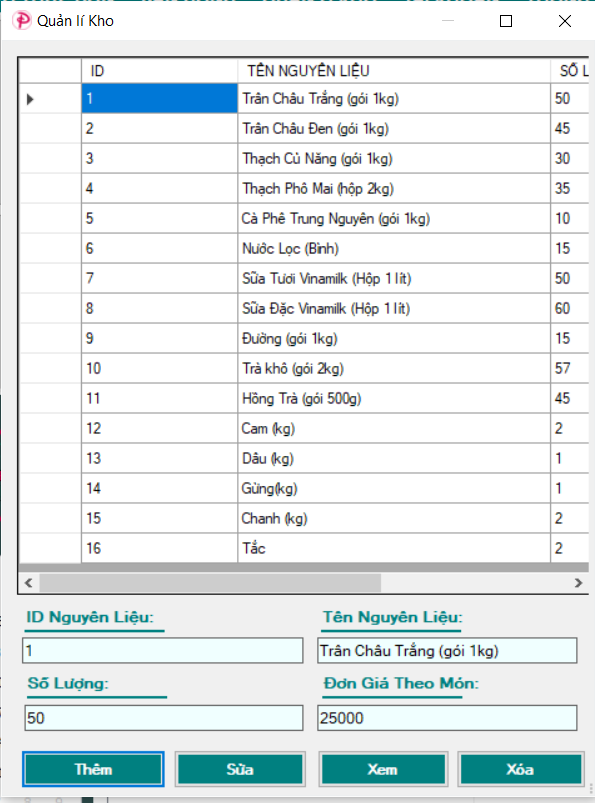 Quản lí Kho
ID TÊN NGUYÊN LIỆU SỐ L
1 Trân Châu Trắng (gói 1kg) 50
2 Trân Châu Đen (gói 1kg) 45
3 Thạch Củ Năng (gói 1kg) 30
4 Thạch Phô Mai (hộp 2kg) 35
5 Cà Phê Trung Nguyên (gói 1kg) 10
6 Nước Lọc (Bình) 15
7 Sữa Tươi Vinamilk (Hộp 1 lít) 50
8 Sữa Đặc Vinamilk (Hộp 1 lít) 60
9 Đường (gói 1kg) 15
10 Trà khô (gói 2kg) 57
11 Hồng Trà (gói 500g) 45
12 Cam (kg) 2
13 Dâu (kg) 1
14 Gừng(kg) 1
15 Chanh (kg) 2
16 Tắc 2
ID Nguyên Liệu: Tên Nguyên Liệu:
1 Trân Châu Trắng (gói 1kg)
Số Lượng: Đơn Giá Theo Món:
50 25000
Thêm Sửa Xem Xóa